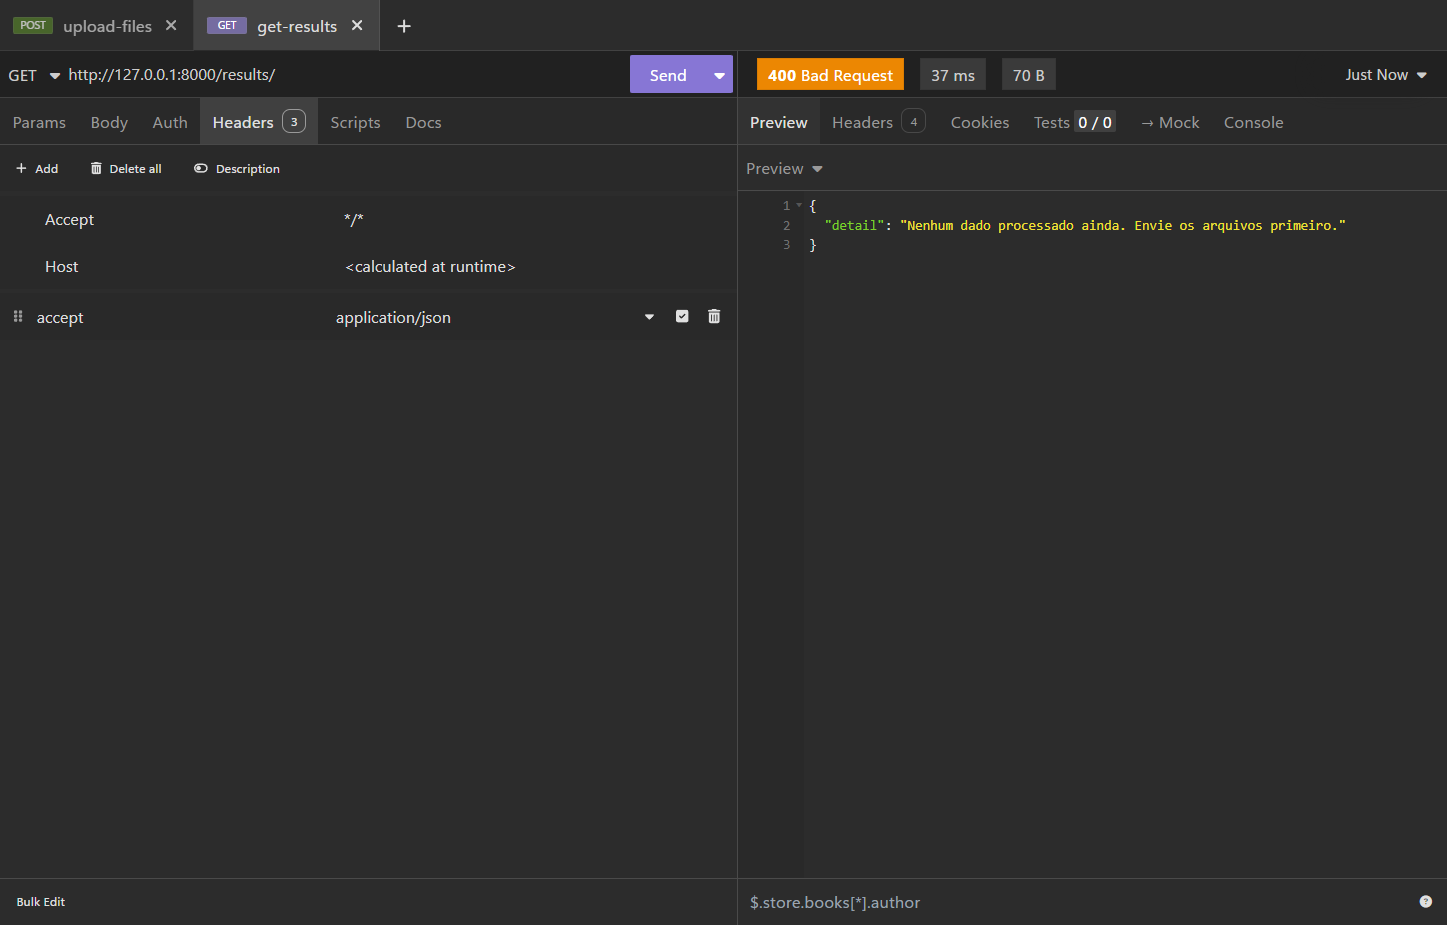 POST upload-files GET get-results
GET http://127.0.0.1:8000/results/ Send
400 Bad Request 37 ms 70 B Just Now
Params Body Auth Headers 3 Scripts Docs
Preview Headers 4 Cookies Tests 0 / 0 → Mock Console
Add Delete all Description
Preview
Accept */*
Host <calculated at runtime>
accept application/json
1 {
2 "detail": "Nenhum dado processado ainda. Envie os arquivos primeiro."
3 }
Bulk Edit
$.store.books[*].author